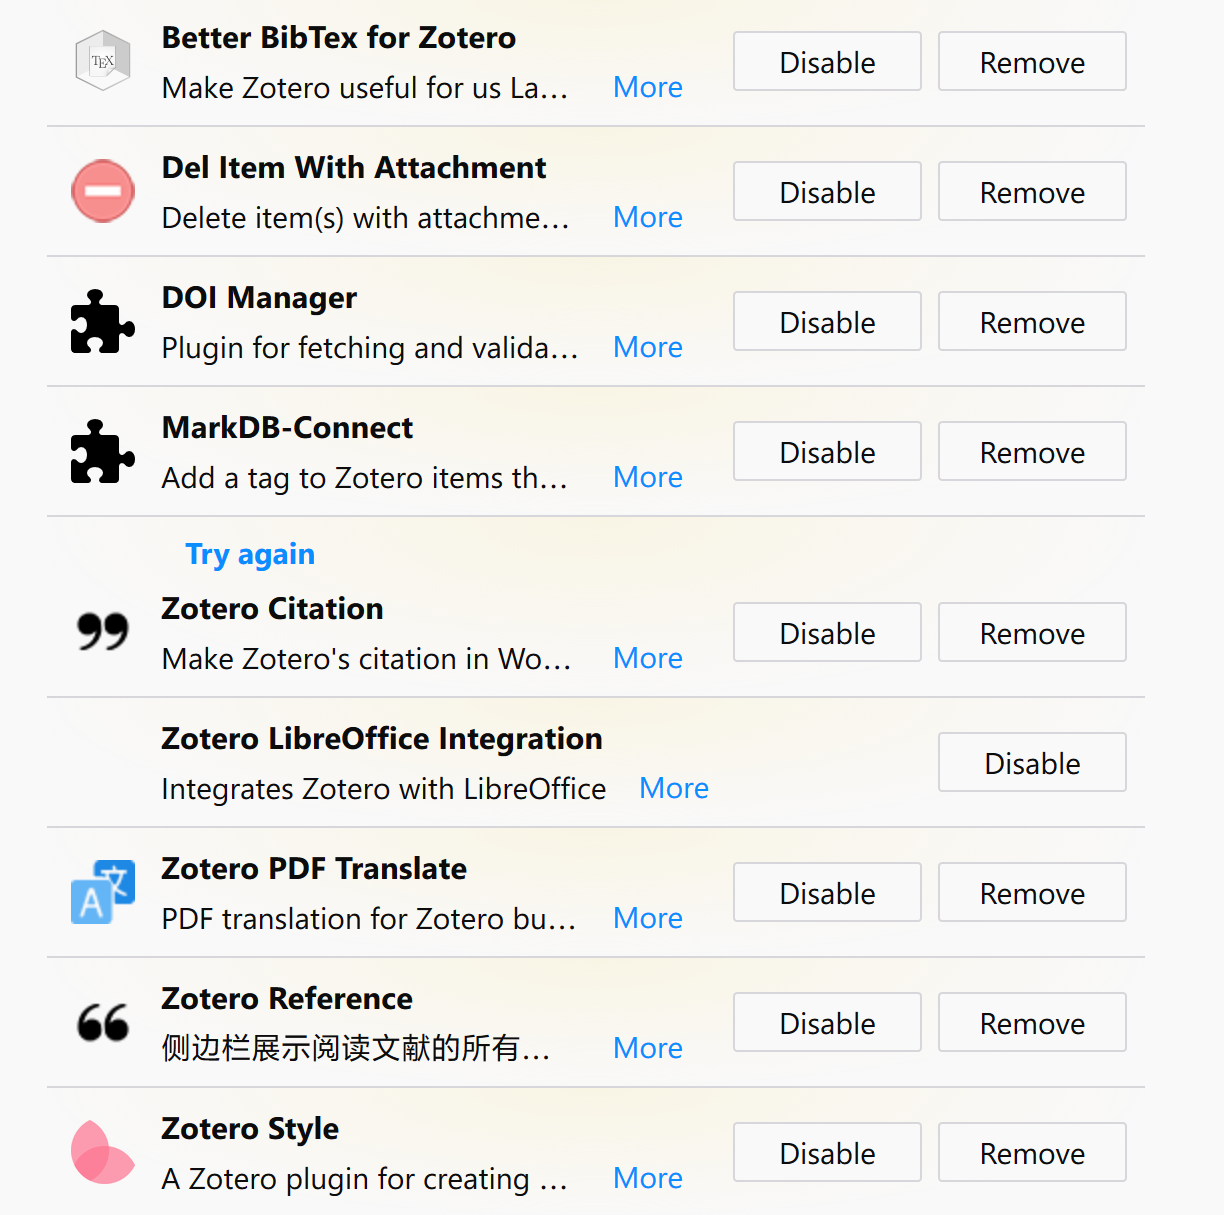 Better BibTex for Zotero
Make Zotero useful for us La... More
Disable Remove
Del Item With Attachment
Delete item(s) with attachme... More
Disable Remove
DOI Manager
Plugin for fetching and valida... More
Disable Remove
MarkDB-Connect
Add a tag to Zotero items th... More
Disable Remove
Try again
Zotero Citation
Make Zotero's citation in Wo... More
Disable Remove
Zotero LibreOffice Integration
Integrates Zotero with LibreOffice More
Disable
Zotero PDF Translate
PDF translation for Zotero bu... More
Disable Remove
Zotero Reference
侧边栏展示阅读文献的所有... More
Disable Remove
Zotero Style
A Zotero plugin for creating ... More
Disable Remove
TEX
A 文